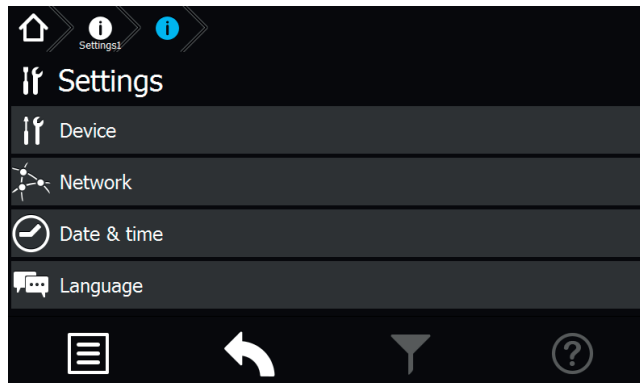 Settings1
Settings
Device
Network
Date & time
Language